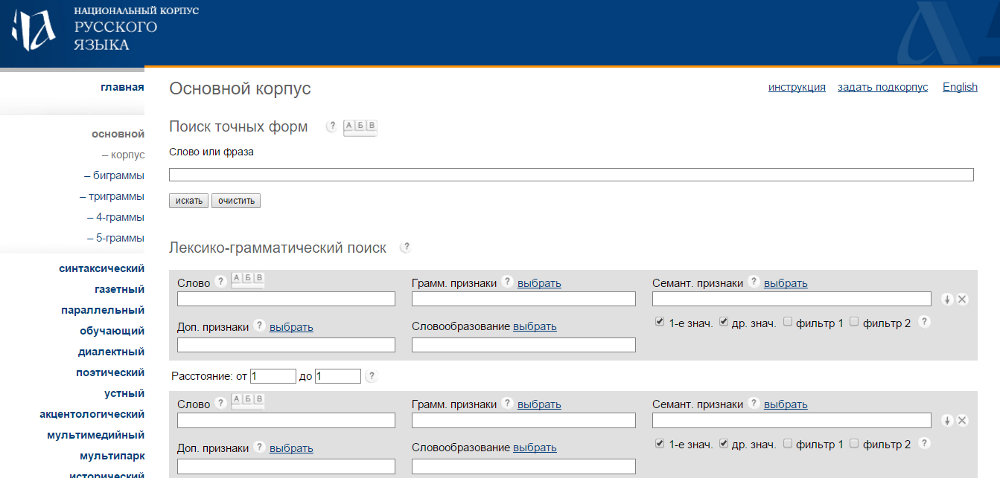 НАЦИОНАЛЬНЫЙ КОРПУС
РУССКОГО
ЯЗЫКА
главная
основной
– корпус
– биграммы
– триграммы
– 4-граммы
– 5-граммы
синтаксический
газетный
параллельный
обучающий
диалектный
поэтический
устный
акцентологический
мультимедийный
мультипарк
исторический
Основной корпус
инструкция задать подкорпус English
Поиск точных форм ? А Б В
Слово или фраза
искать очистить
Лексико-грамматический поиск ?
Слово ? А Б В Грамм. признаки ? выбрать Семант. признаки ? выбрать
Доп. признаки ? выбрать Словообразование выбрать 1-е знач. др. знач. фильтр 1 фильтр 2 ?
Расстояние: от 1 до 1 ?
Слово ? А Б В Грамм. признаки ? выбрать Семант. признаки ? выбрать
Доп. признаки ? выбрать Словообразование выбрать 1-е знач. др. знач. фильтр 1 фильтр 2 ?